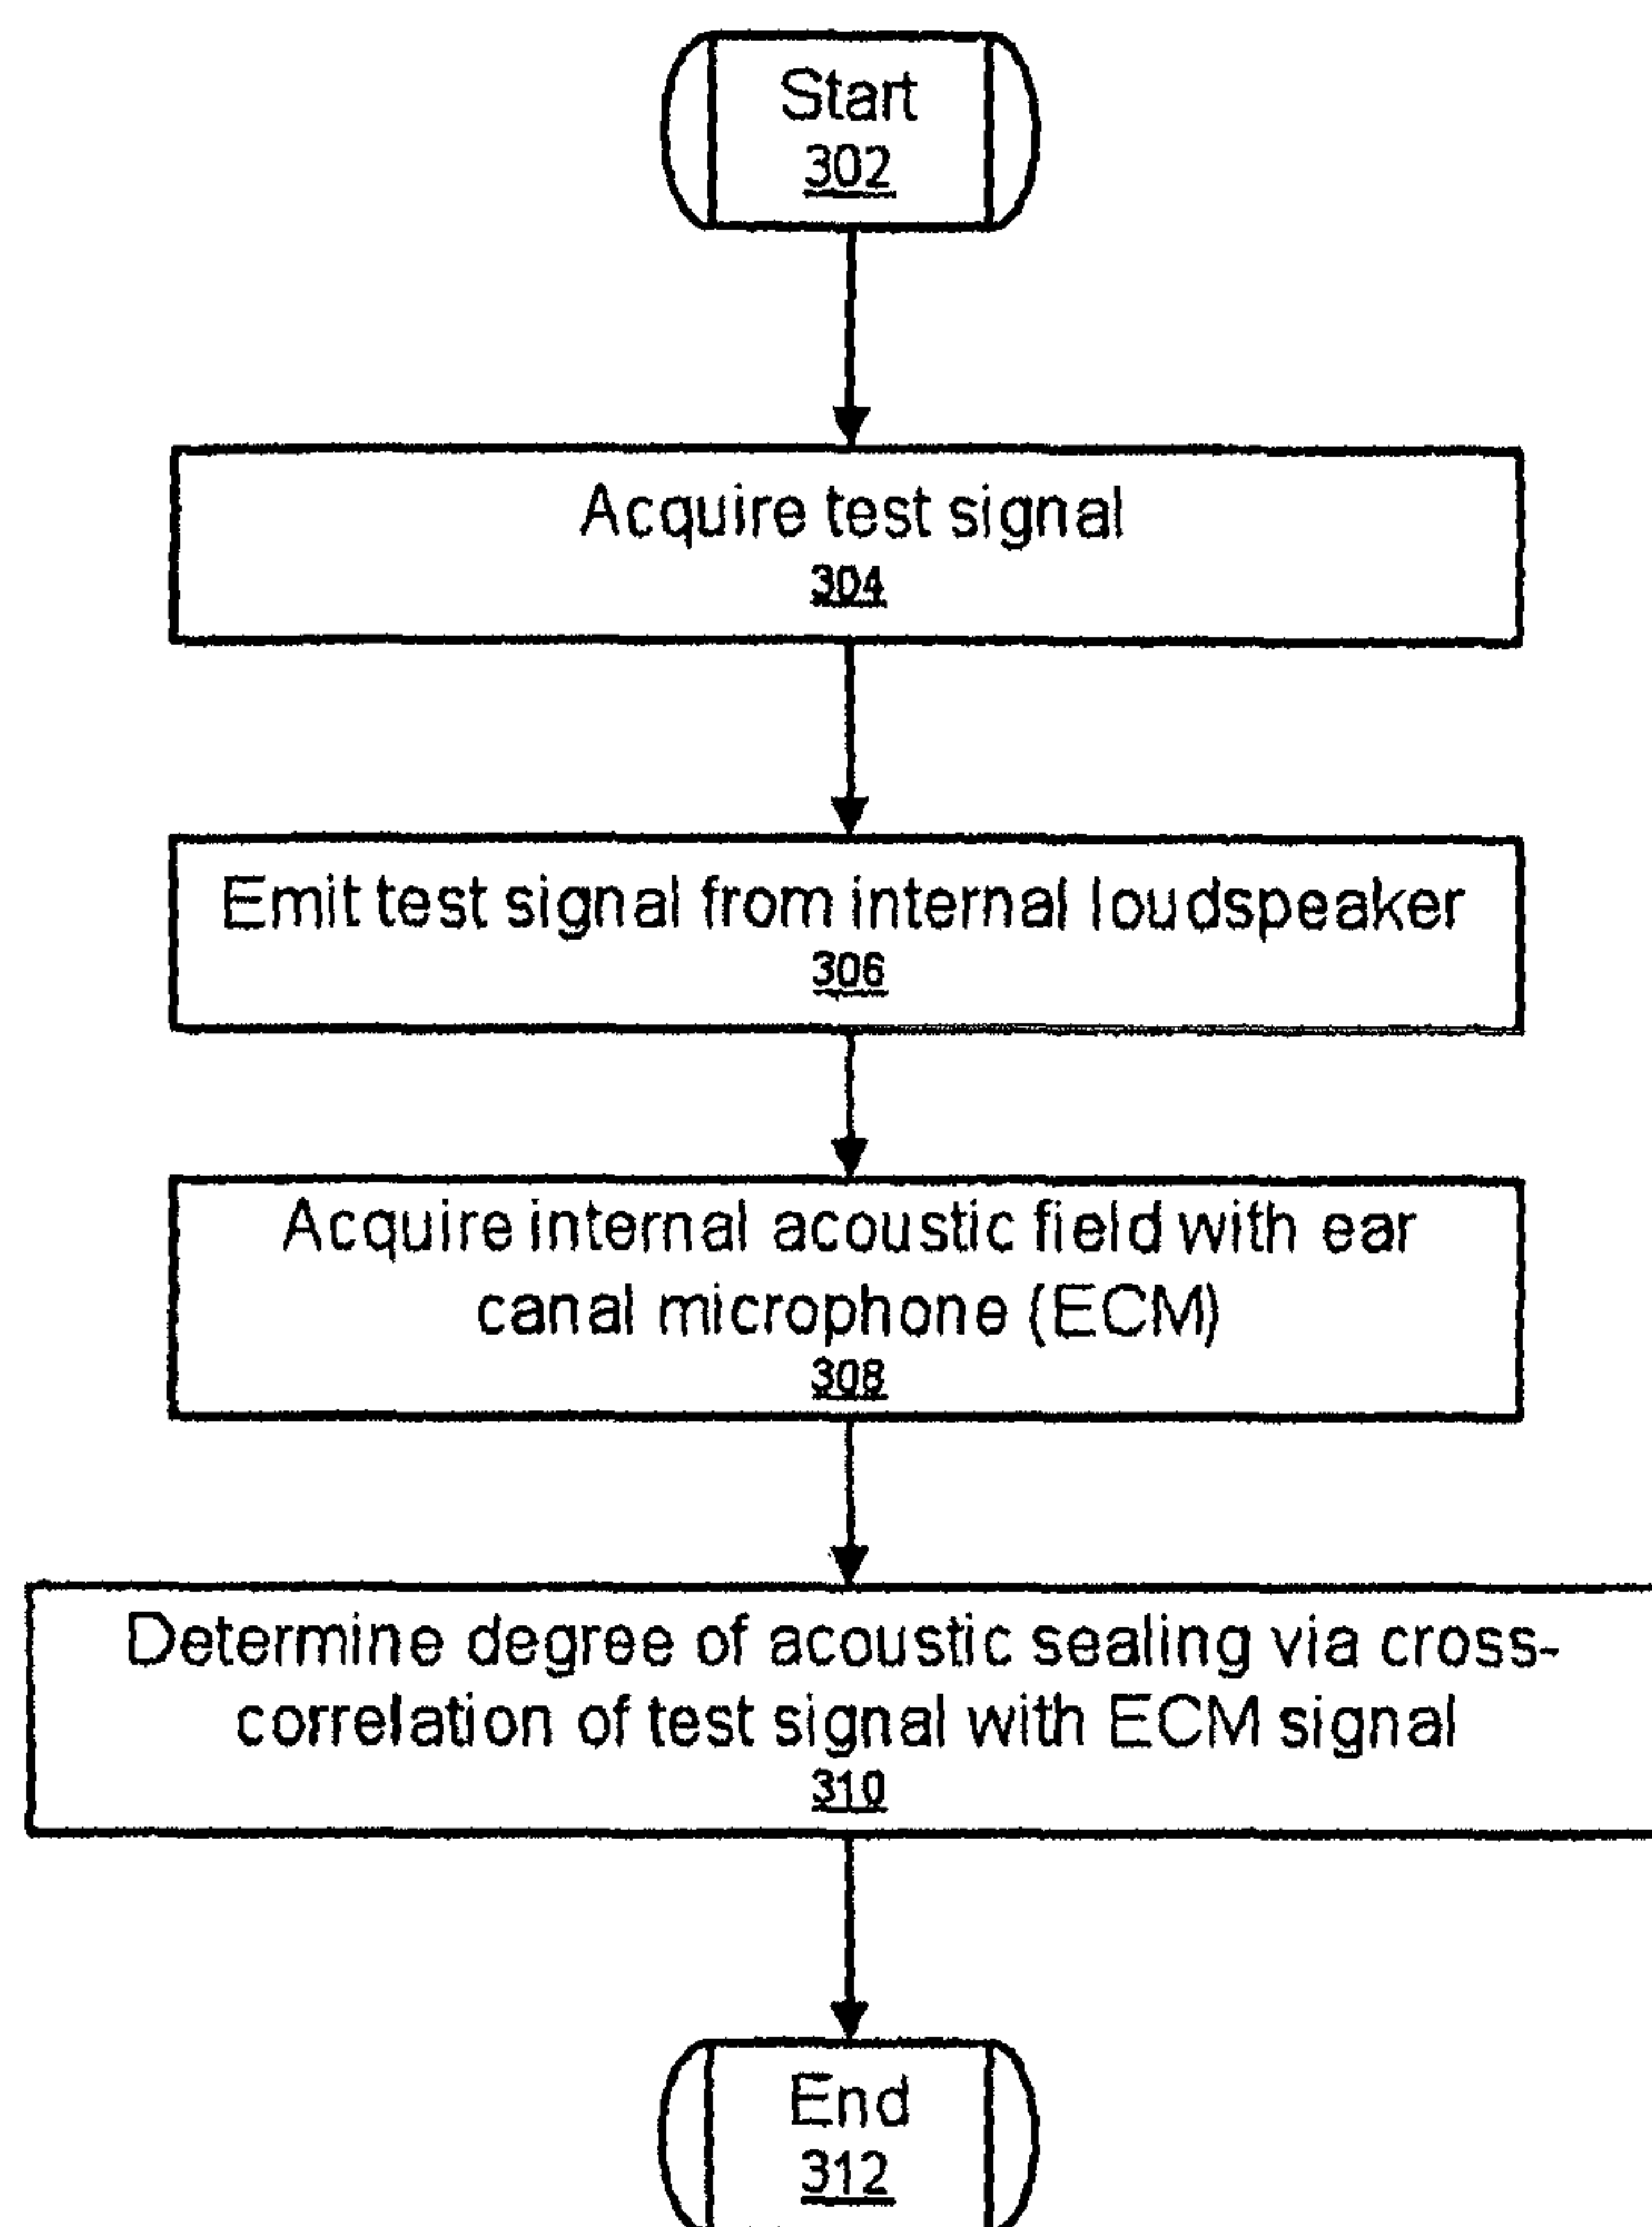 Start
302
Acquire test signal
304
Emit test signal from internal loudspeaker
306
Acquire internal acoustic field with ear
canal microphone (ECM)
308
Determine degree of acoustic sealing via cross-
correlation of test signal with ECM signal
310
End
312